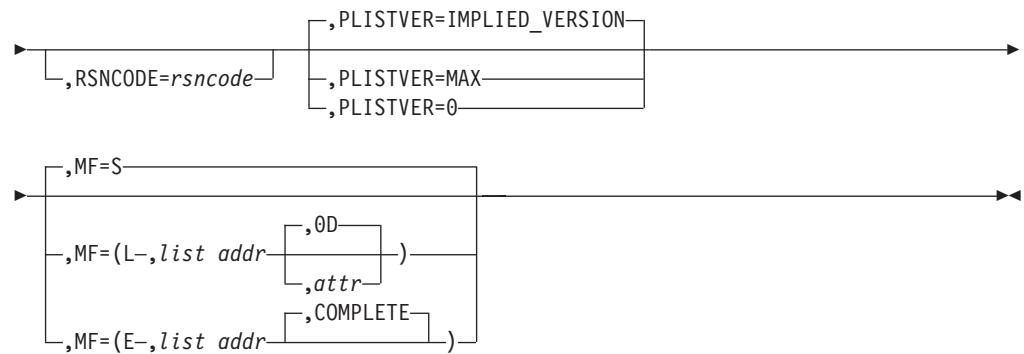 ,PLISTVER=IMPLIED_VERSION
,RSNCODE=rsncode
,PLISTVER=MAX
,PLISTVER=0
,MF=S
,0D
,MF=(L–,list addr )
,attr
,COMPLETE
,MF=(E–,list addr )